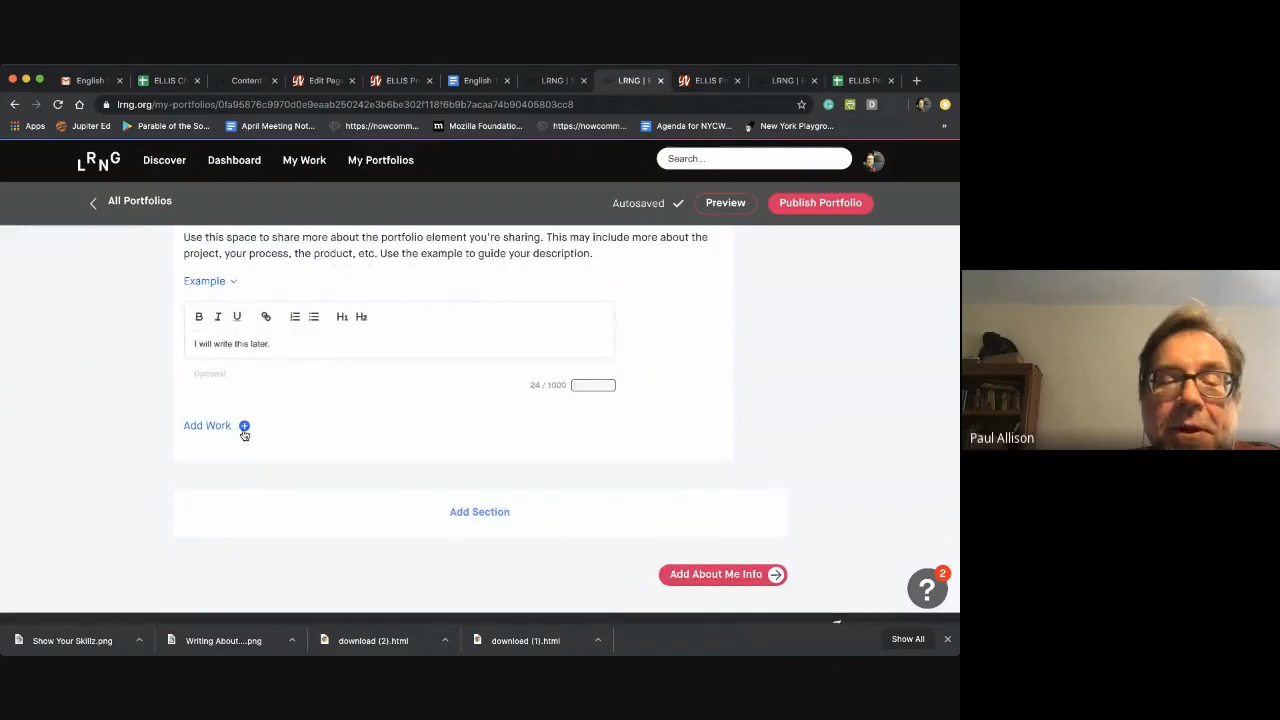 English
ELLIS Ch
Content
Edit Pag
ELLIS Po
English 1
LRNG | S
LRNG | E
ELLIS Po
LRNG | E
ELLIS Po
lrng.org/my-portfolios/0fa95876c9970d0e9eaab250242e3b6be302f118f6b9b7acaa74b90405803cc8
Apps
Jupiter Ed
Parable of the So...
April Meeting Not...
https://nowcomm...
Mozilla Foundatio...
https://nowcomm...
Agenda for NYCW...
New York Playgro...
»
LRNG
Discover
Dashboard
My Work
My Portfolios
Search...
All Portfolios
Autosaved
Preview
Publish Portfolio
Use this space to share more about the portfolio element you're sharing. This may include more about the
project, your process, the product, etc. Use the example to guide your description.
Example
B I U H1 H2
I will write this later.
Optional
24 / 1000
Add Work
Add Section
Add About Me Info
? 2
Show Your Skillz.png
Writing About....png
download (2).html
download (1).html
Show All
Paul Allison